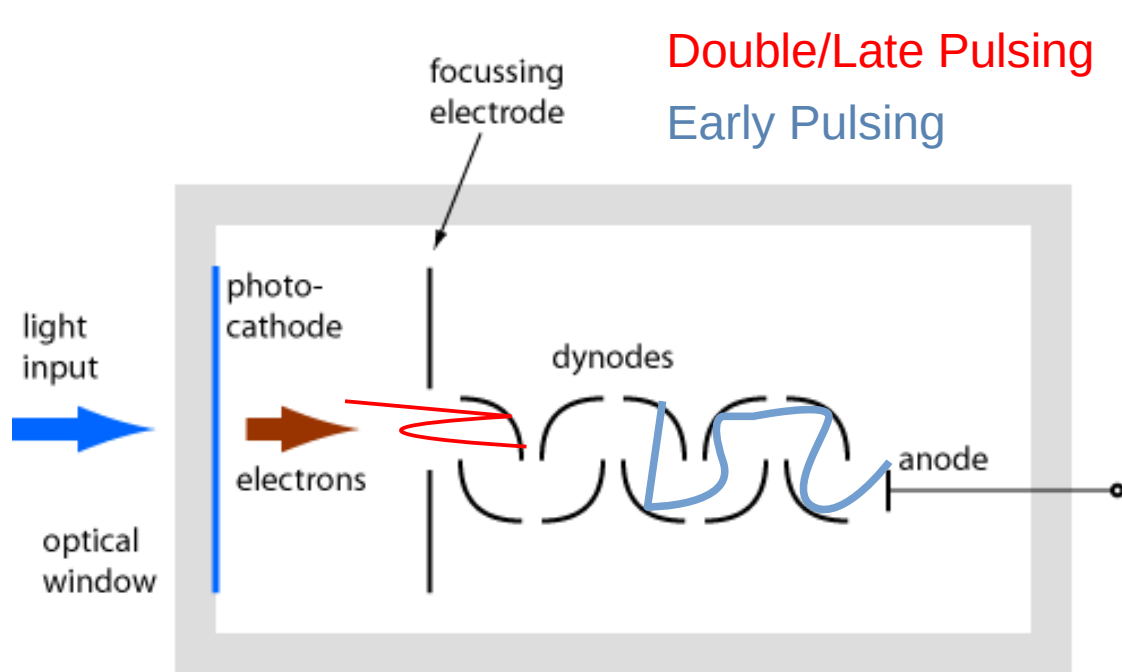 Double/Late Pulsing
Early Pulsing
focussing
electrode
photo-
cathode
light
input
dynodes
electrons
anode
optical
window